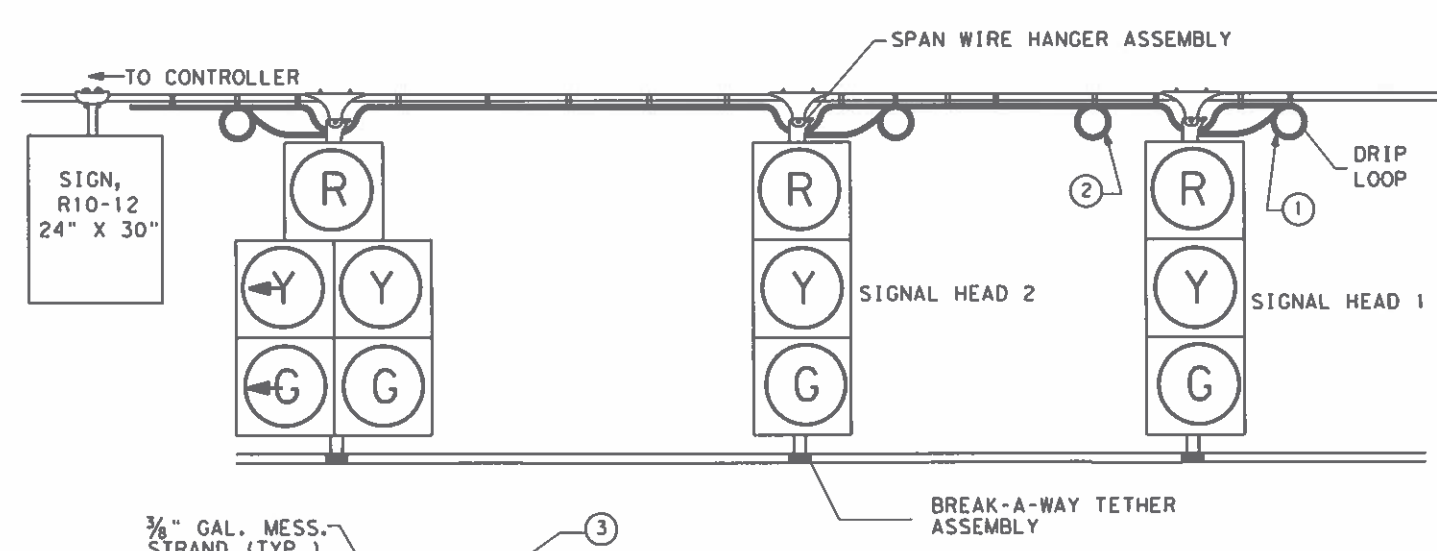 SPAN WIRE HANGER ASSEMBLY
TO CONTROLLER
SIGN,
R10-12
24" X 30"
DRIP
LOOP
2
1
R
R
R
Y
Y
Y
Y
SIGNAL HEAD 2
SIGNAL HEAD 1
G
G
G
G
BREAK-A-WAY TETHER
ASSEMBLY
3/8" GAL. MESS.
STRAND (TYP.)
3